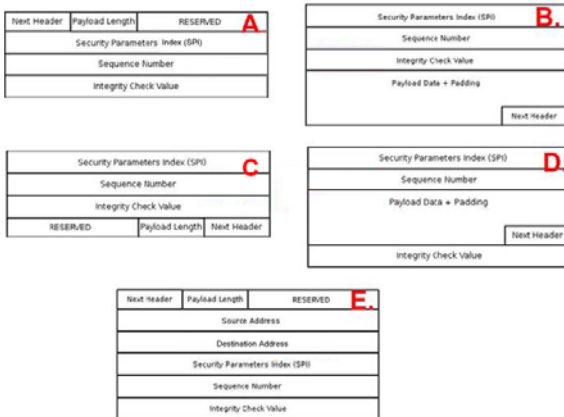 Next Header Payload Length RESERVED A
Security Parameters Index (SPI)
Sequence Number
Integrity Check Value
Security Parameters Index (SPI) B.
Sequence Number
Integrity Check Value
Payload Data + Padding
Next Header
Security Parameters Index (SPI) C
Sequence Number
Integrity Check Value
RESERVED Payload Length Next Header
Security Parameters Index (SPI) D.
Sequence Number
Payload Data + Padding
Next Header
Integrity Check Value
Next Header Payload Length RESERVED E.
Source Address
Destination Address
Security Parameters Index (SPI)
Sequence Number
Integrity Check Value